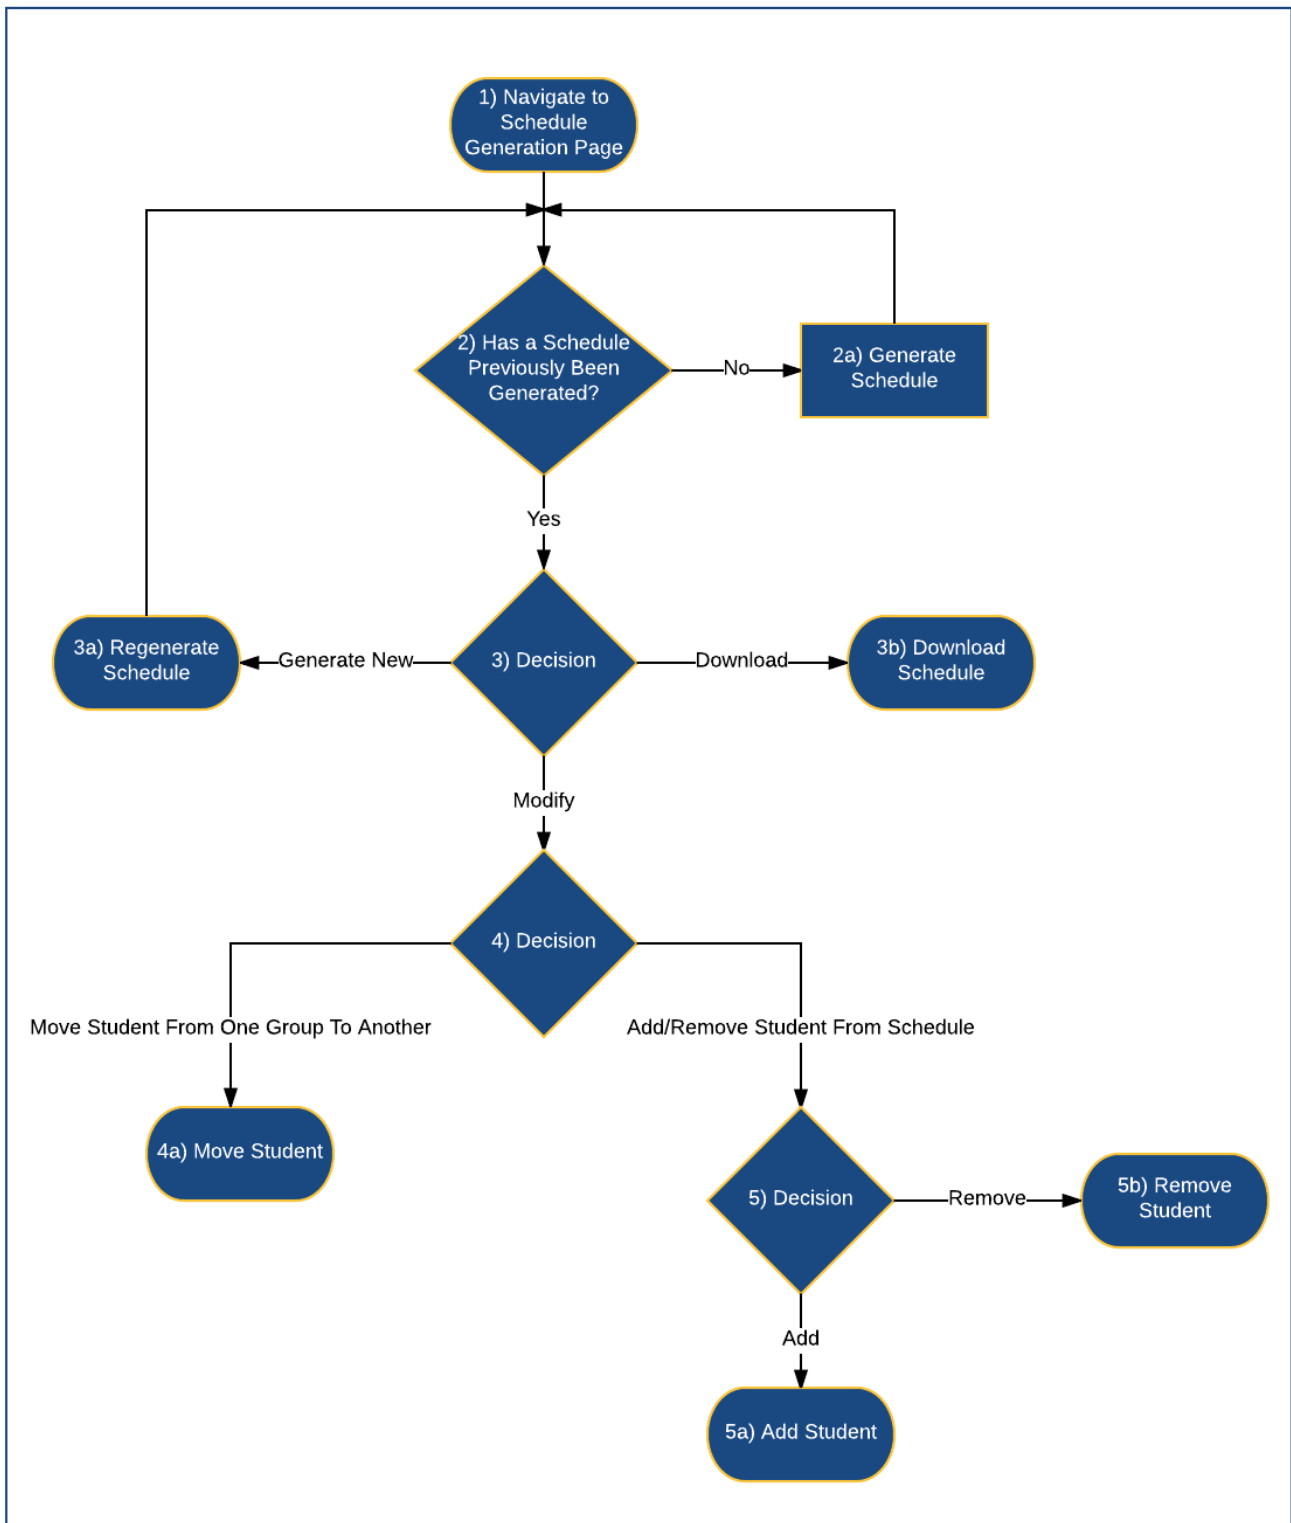 1) Navigate to
Schedule
Generation Page
2) Has a Schedule
Previously Been
Generated?
No
2a) Generate
Schedule
Yes
3a) Regenerate
Schedule
Generate New
3) Decision
Download
3b) Download
Schedule
Modify
4) Decision
Move Student From One Group To Another
Add/Remove Student From Schedule
4a) Move Student
5) Decision
Remove
5b) Remove
Student
Add
5a) Add Student